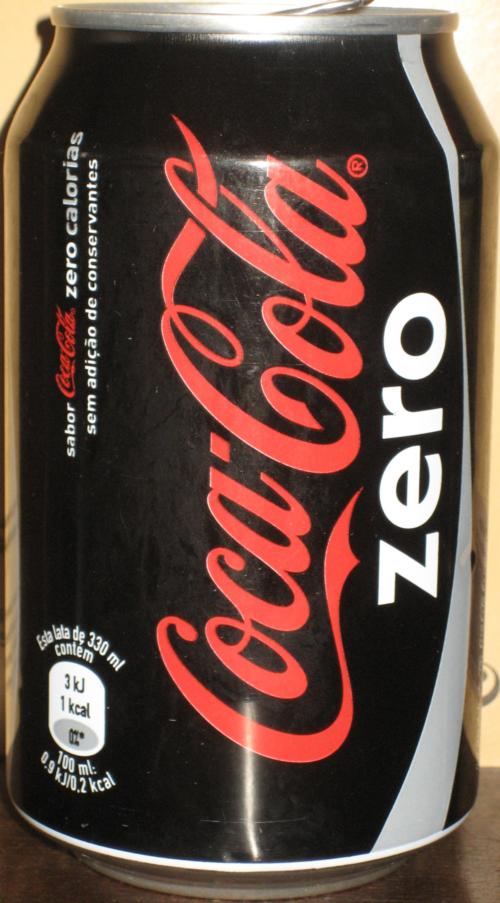 sabor Coca-Cola zero calorias
sem adição de conservantes
Coca-Cola®
zero
Esta lata de 330 ml
contém
3 kJ
1 kcal
0%*
100 ml:
0,9 kJ/0,2 kcal